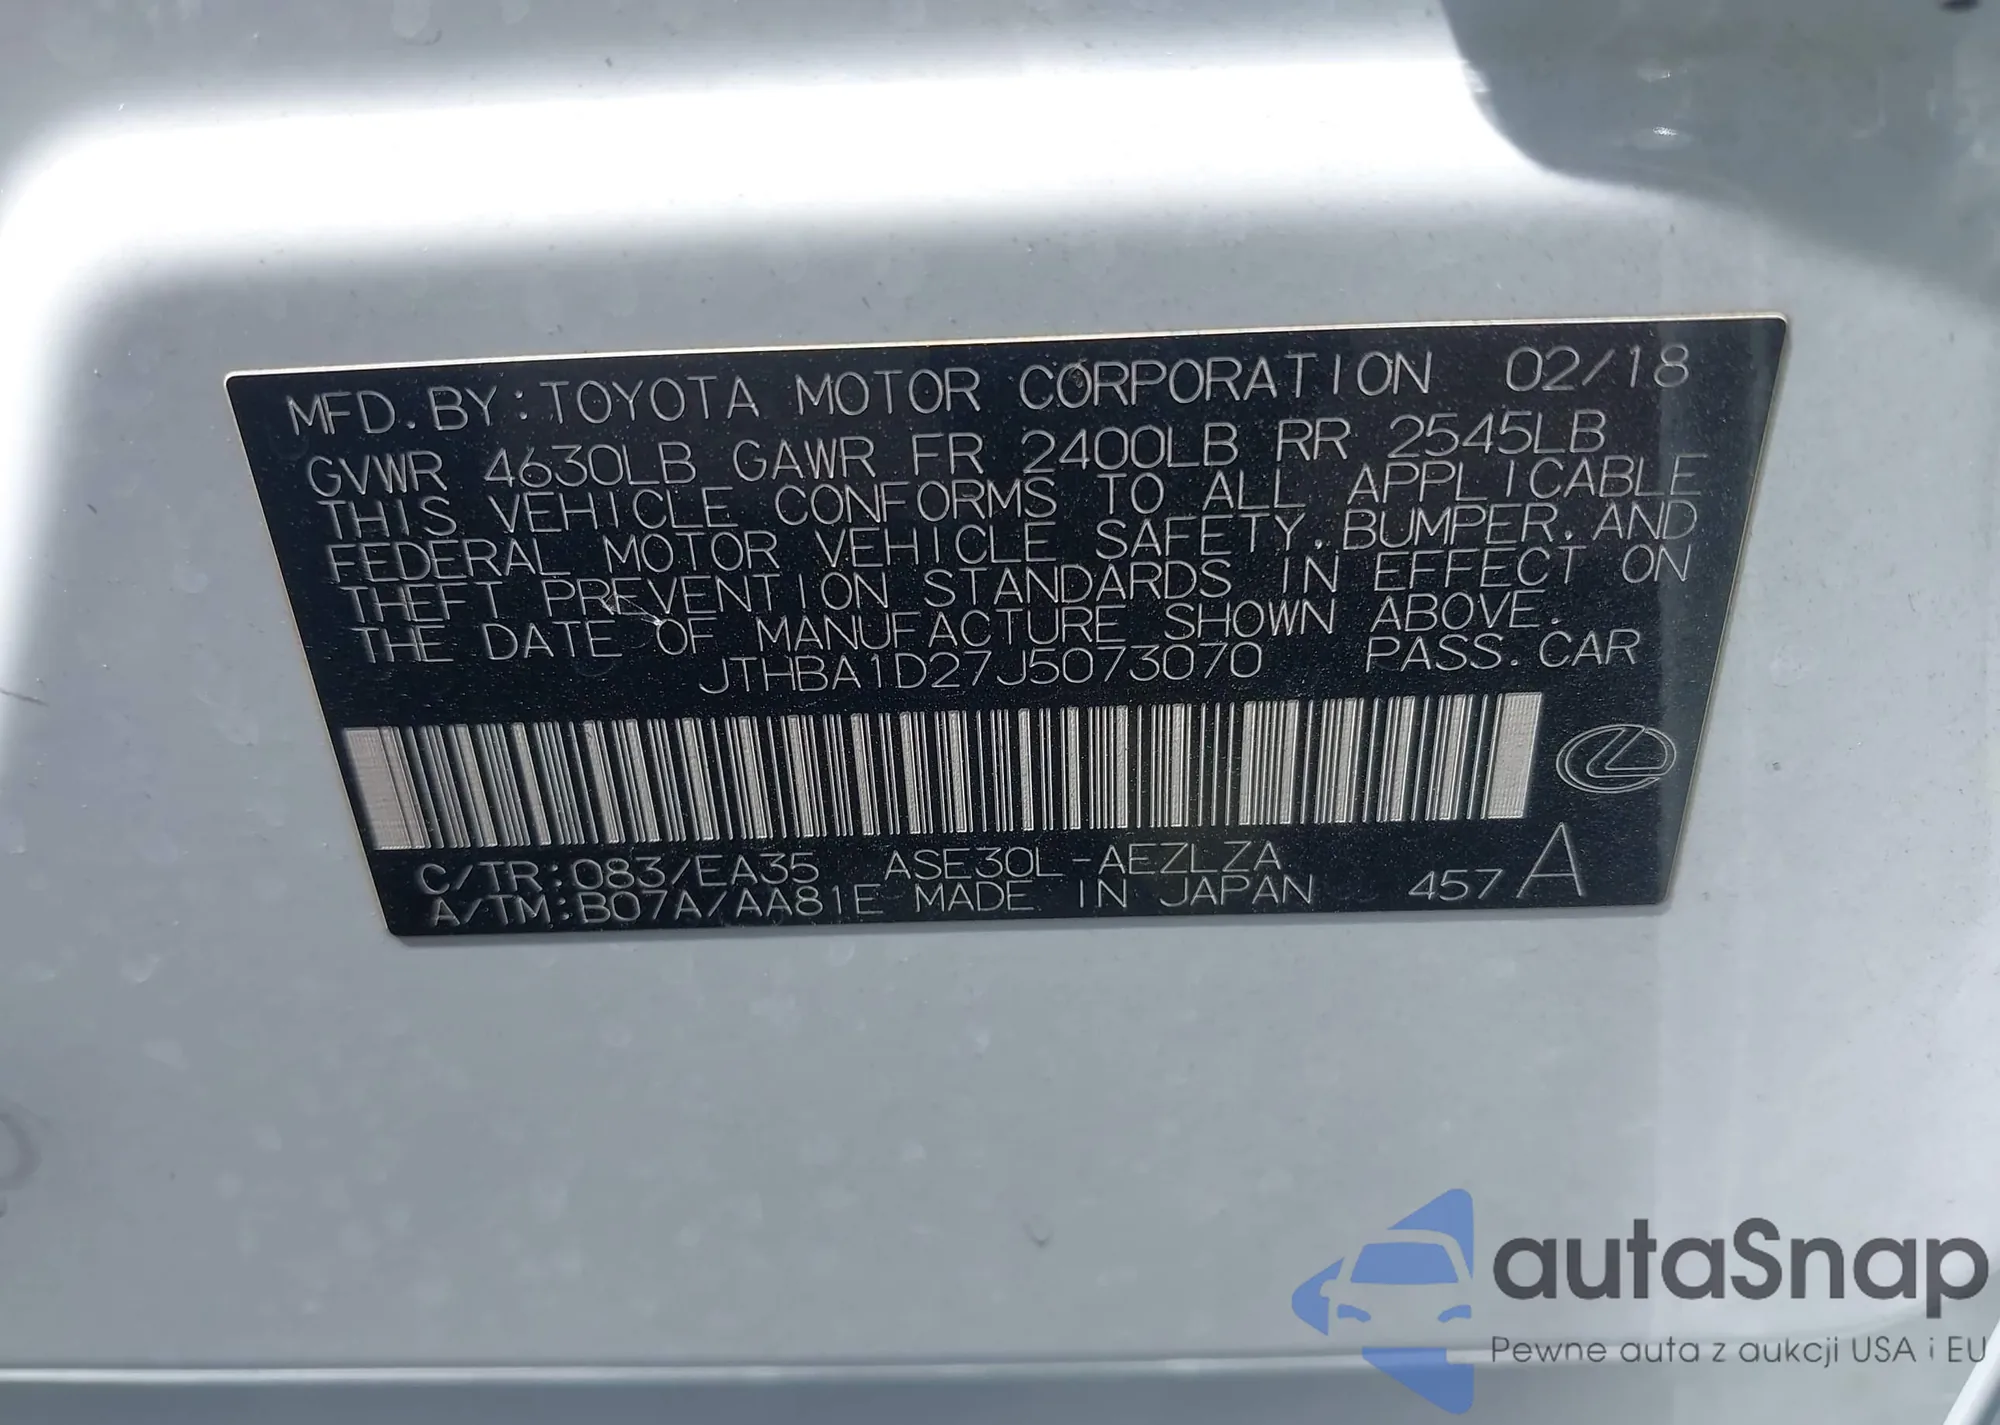 MFD. BY: TOYOTA MOTOR CORPORATION 02/18
GVWR 4630LB GAWR FR 2400LB RR 2545LB
THIS VEHICLE CONFORMS TO ALL APPLICABLE
FEDERAL MOTOR VEHICLE SAFETY, BUMPER, AND
THEFT PREVENTION STANDARDS IN EFFECT ON
THE DATE OF MANUFACTURE SHOWN ABOVE.
JTHBA1D27J5073070 PASS. CAR
C/TR: 083/EA35 ASE30L-AEZLZA
A/TM: B07A/AA81E MADE IN JAPAN 457 A
autaSnap
Pewne auta z aukcji USA i EU